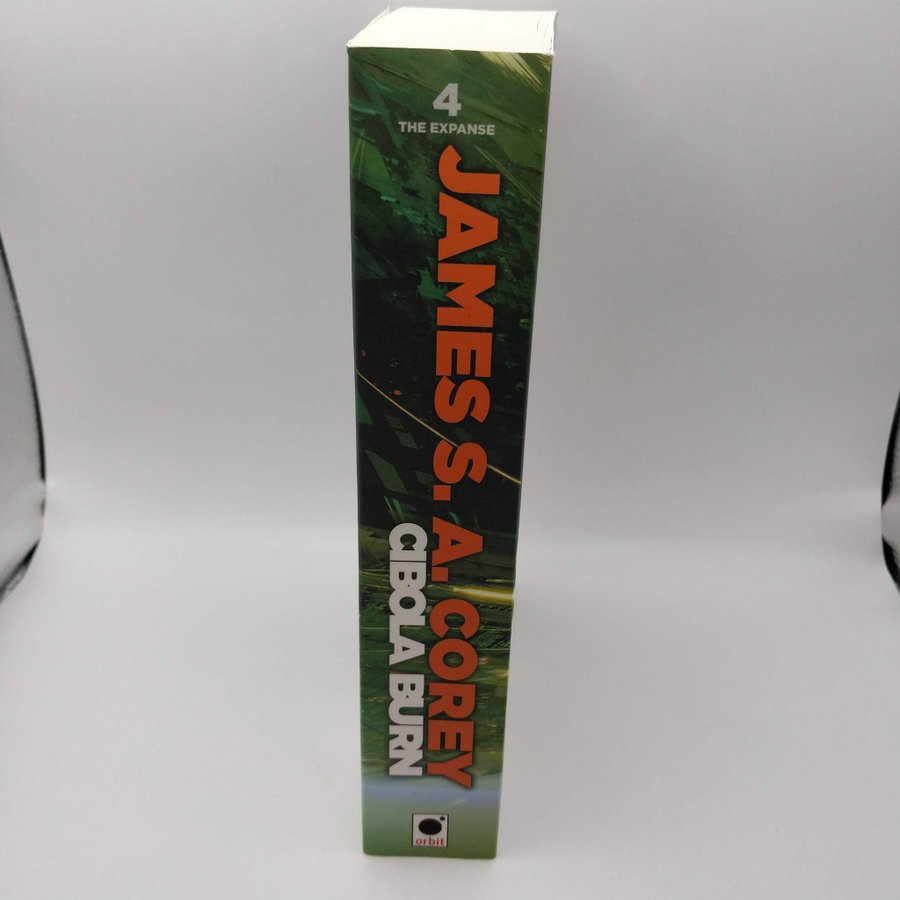 4
THE EXPANSE
JAMES S. A. COREY
CIBOLA BURN
orbit